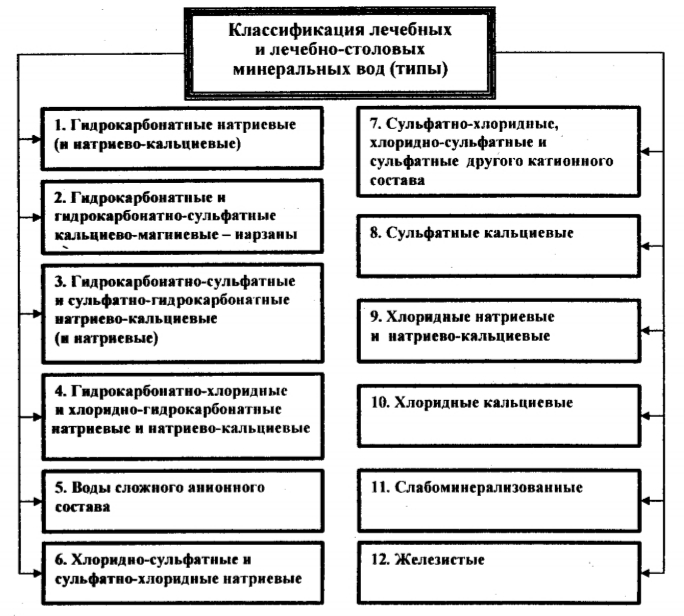 Классификация лечебных
и лечебно-столовых
минеральных вод (типы)
1. Гидрокарбонатные натриевые
(и натриево-кальциевые)
2. Гидрокарбонатные и
гидрокарбонатно-сульфатные
кальциево-магниевые – нарзаны
3. Гидрокарбонатно-сульфатные
и сульфатно-гидрокарбонатные
натриево-кальциевые
(и натриевые)
4. Гидрокарбонатно-хлоридные
и хлоридно-гидрокарбонатные
натриевые и натриево-кальциевые
5. Воды сложного анионного
состава
6. Хлоридно-сульфатные и
сульфатно-хлоридные натриевые
7. Сульфатно-хлоридные,
хлоридно-сульфатные и
сульфатные другого катионного
состава
8. Сульфатные кальциевые
9. Хлоридные натриевые
и натриево-кальциевые
10. Хлоридные кальциевые
11. Слабоминерализованные
12. Железистые